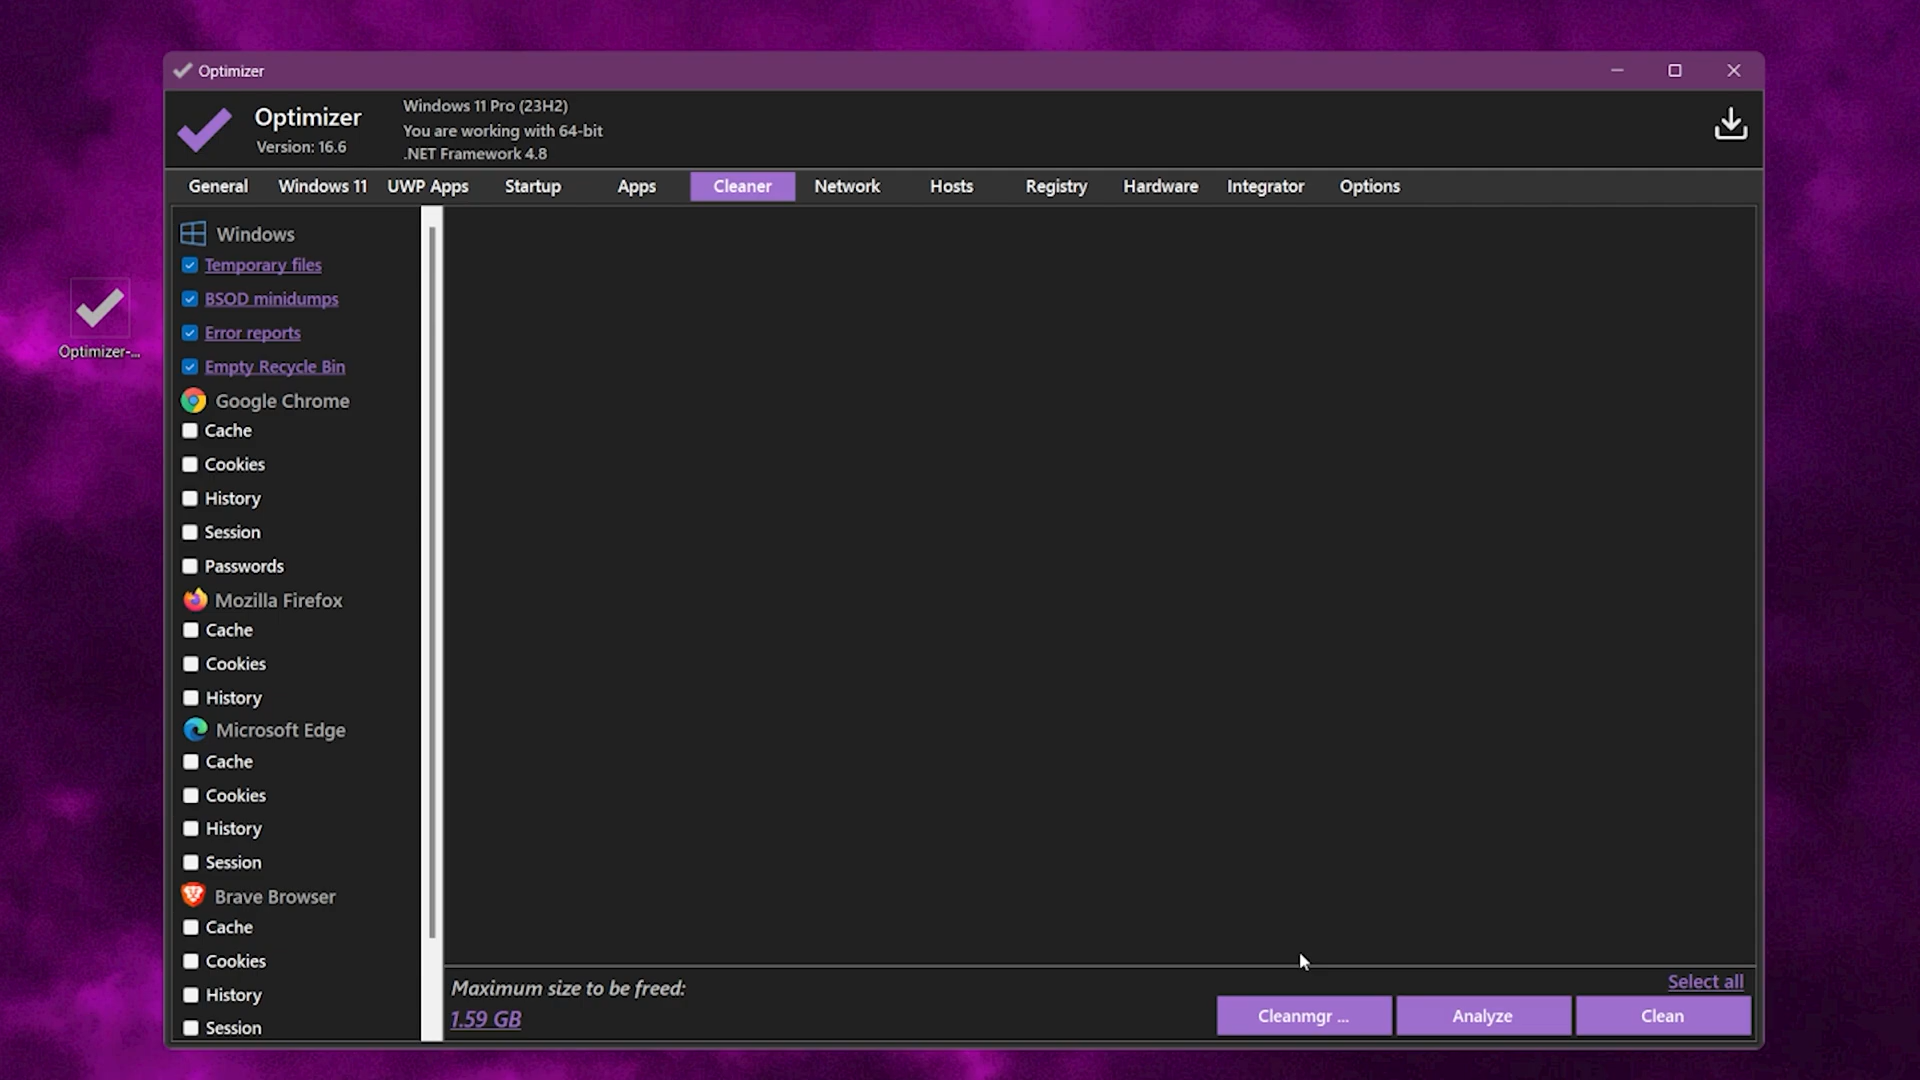 Optimizer
Optimizer
Version: 16.6
Windows 11 Pro (23H2)
You are working with 64-bit
.NET Framework 4.8
General Windows 11 UWP Apps Startup Apps Cleaner Network Hosts Registry Hardware Integrator Options
Optimizer-...
Windows
Temporary files
BSOD minidumps
Error reports
Empty Recycle Bin
Google Chrome
Cache
Cookies
History
Session
Passwords
Mozilla Firefox
Cache
Cookies
History
Microsoft Edge
Cache
Cookies
History
Session
Brave Browser
Cache
Cookies
History
Session
Maximum size to be freed:
1.59 GB
Select all
Cleanmgr ... Analyze Clean